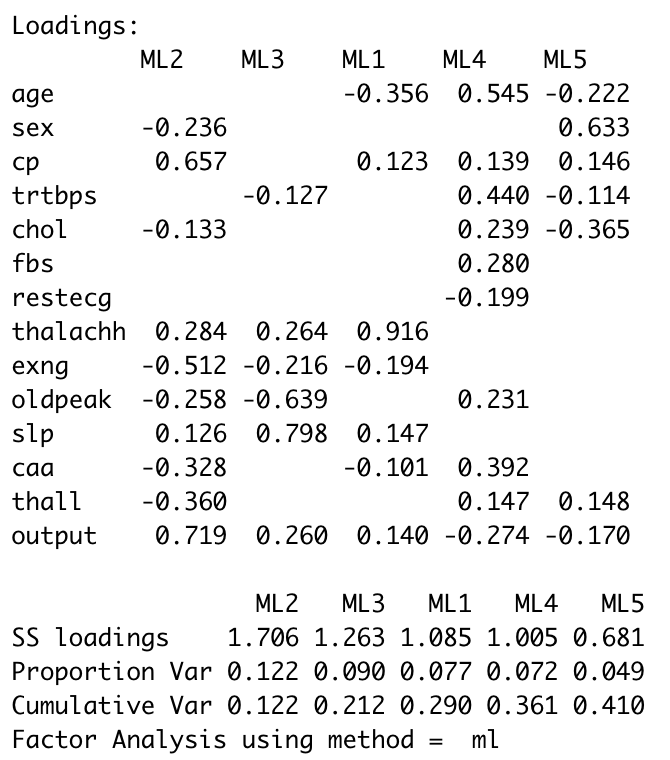 Loadings:
         ML2    ML3    ML1    ML4    ML5
age                   -0.356  0.545 -0.222
sex      -0.236                       0.633
cp        0.657         0.123  0.139  0.146
trtbps          -0.127         0.440 -0.114
chol     -0.133                0.239 -0.365
fbs                            0.280
restecg                       -0.199
thalachh  0.284  0.264  0.916
exng     -0.512 -0.216 -0.194
oldpeak  -0.258 -0.639         0.231
slp       0.126  0.798  0.147
caa      -0.328        -0.101  0.392
thall    -0.360                0.147  0.148
output    0.719  0.260  0.140 -0.274 -0.170
                 ML2   ML3   ML1   ML4   ML5
SS loadings    1.706 1.263 1.085 1.005 0.681
Proportion Var 0.122 0.090 0.077 0.072 0.049
Cumulative Var 0.122 0.212 0.290 0.361 0.410
Factor Analysis using method =  ml